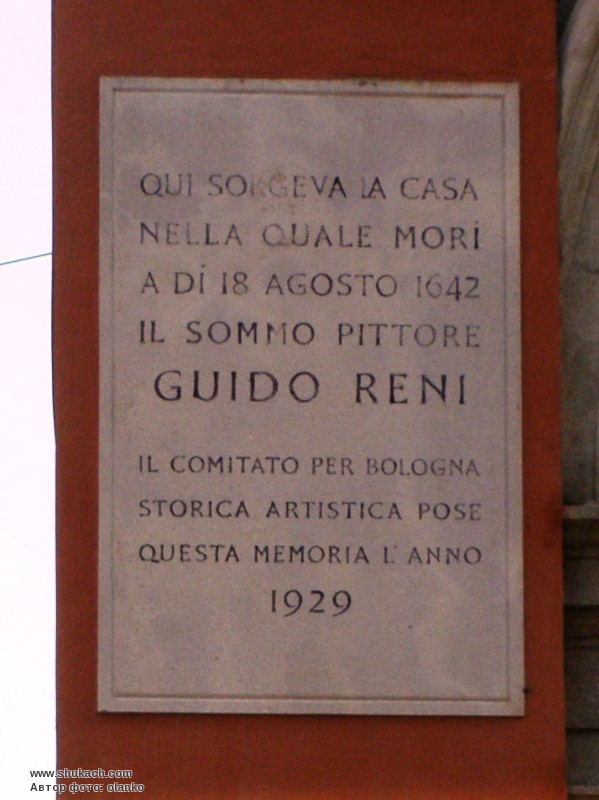 QUI SORGEVA LA CASA
NELLA QUALE MORÌ
A DÍ 18 AGOSTO 1642
IL SOMMO PITTORE
GUIDO RENI
IL COMITATO PER BOLOGNA
STORICA ARTISTICA POSE
QUESTA MEMORIA L'ANNO
1929
www.shukach.com
Автор фото: olanko